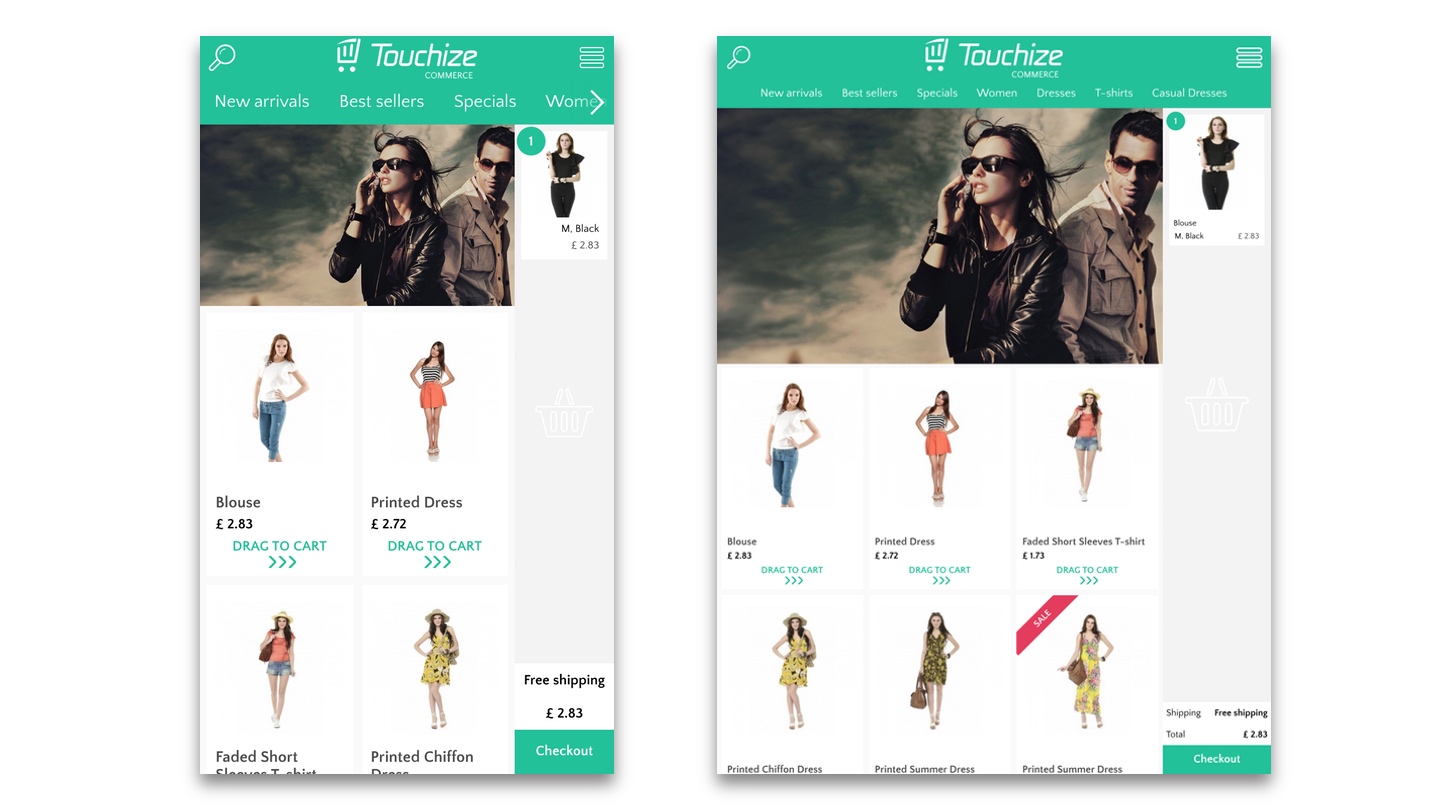 Touchize
COMMERCE
New arrivals Best sellers Specials Women
1
M, Black
£ 2.83
Blouse
£ 2.83
DRAG TO CART
>>>
Printed Dress
£ 2.72
DRAG TO CART
>>>
Faded Short
Sleeves T-shirt
Printed Chiffon
Dress
Free shipping
£ 2.83
Checkout
Touchize
COMMERCE
New arrivals Best sellers Specials Women Dresses T-shirts Casual Dresses
1
Blouse
M, Black £ 2.83
Blouse
£ 2.83
DRAG TO CART
>>>
Printed Dress
£ 2.72
DRAG TO CART
>>>
Faded Short Sleeves T-shirt
£ 1.73
DRAG TO CART
>>>
SALE
Printed Chiffon Dress
Printed Summer Dress
Printed Summer Dress
Shipping Free shipping
Total £ 2.83
Checkout